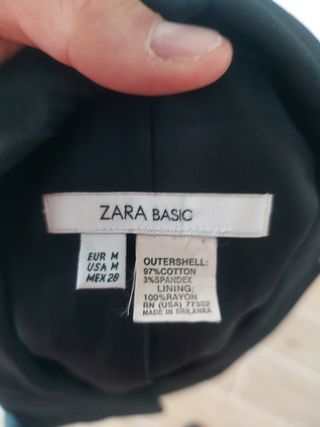 ZARA BASIC
EUR M
USA M
MEX 28
OUTERSHELL:
97%COTTON
3%SPANDEX
LINING:
100%RAYON
RN (USA) 77302
MADE IN SRILANKA